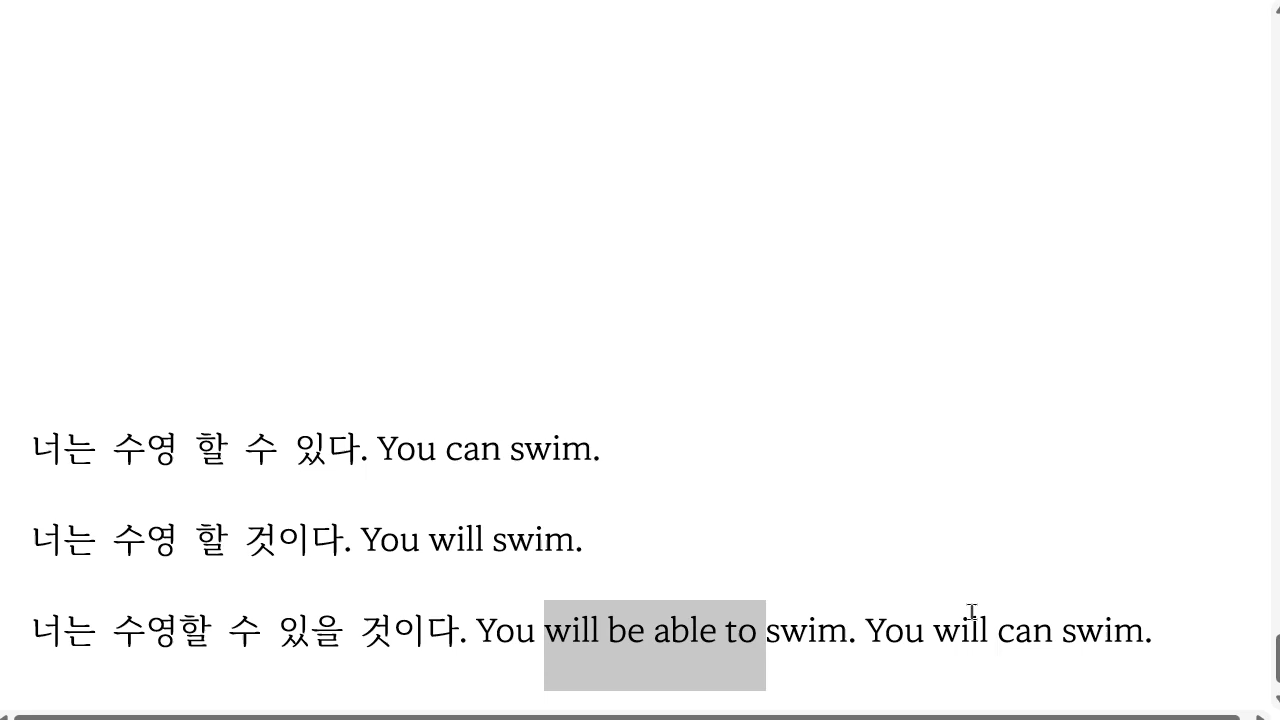 너는 수영 할 수 있다. You can swim.
너는 수영 할 것이다. You will swim.
너는 수영할 수 있을 것이다. You will be able to swim. You will can swim.